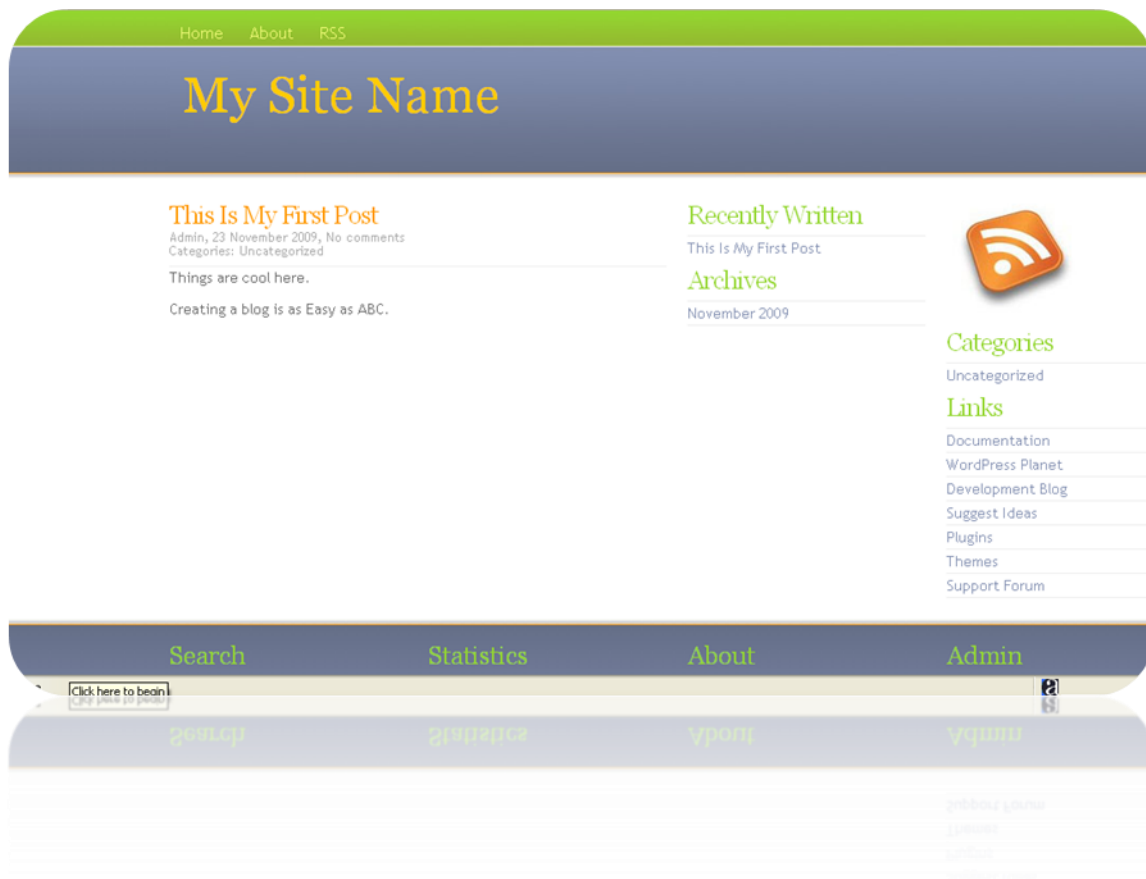 Home About RSS
My Site Name
This Is My First Post
Admin, 23 November 2009, No comments
Categories: Uncategorized
Things are cool here.
Creating a blog is as Easy as ABC.
Recently Written
This Is My First Post
Archives
November 2009
Categories
Uncategorized
Links
Documentation
WordPress Planet
Development Blog
Suggest Ideas
Plugins
Themes
Support Forum
Search Statistics About Admin
Click here to begin